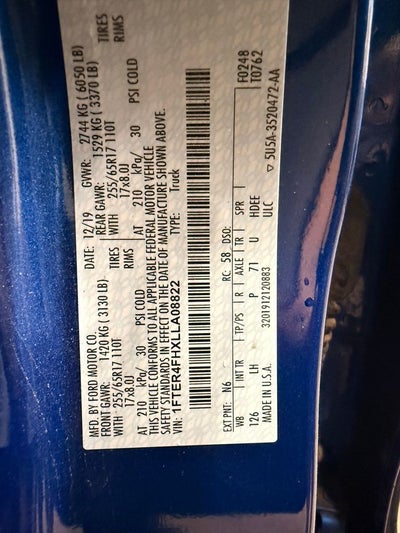 MFD. BY FORD MOTOR CO.
DATE: 12/19 GVWR: 2744 KG ( 6050 LB)
FRONT GAWR: 1420 KG ( 3130 LB) REAR GAWR: 1529 KG ( 3370 LB)
WITH 255/65R17 110T TIRES WITH 255/65R17 110T TIRES
17x8.0J RIMS 17x8.0J RIMS
AT 210 kPa/ 30 PSI COLD AT 210 kPa/ 30 PSI COLD
THIS VEHICLE CONFORMS TO ALL APPLICABLE FEDERAL MOTOR VEHICLE
SAFETY STANDARDS IN EFFECT ON THE DATE OF MANUFACTURE SHOWN ABOVE.
VIN: 1FTER4FHXLLA08822 TYPE: Truck
F0248
T0762
EXT PNT: N6 RC: 58 DSO:
WB INT TR TP/PS R AXLE TR SPR
126 LH P 71 U HDEE
ULC
MADE IN U.S.A. 3201912120883 5U5A-3520472-AA